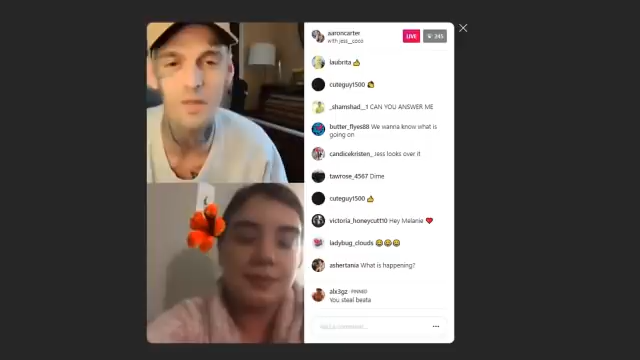 aaroncarter
with jess__coco
LIVE
345
laubrita 👍
cuteguy1500 🙋
_shamshad__1 CAN YOU ANSWER ME
butter_flyes88 We wanna know what is
going on
candicekristen_ Jess looks over it
tawrose_4567 Dime
cuteguy1500 👍
victoria_honeycutt10 Hey Melanie ❤️
ladybug_clouds 😂😂😂
ashertania What is happening?
alx3gz · PINNED
You steal beats
Add a comment...